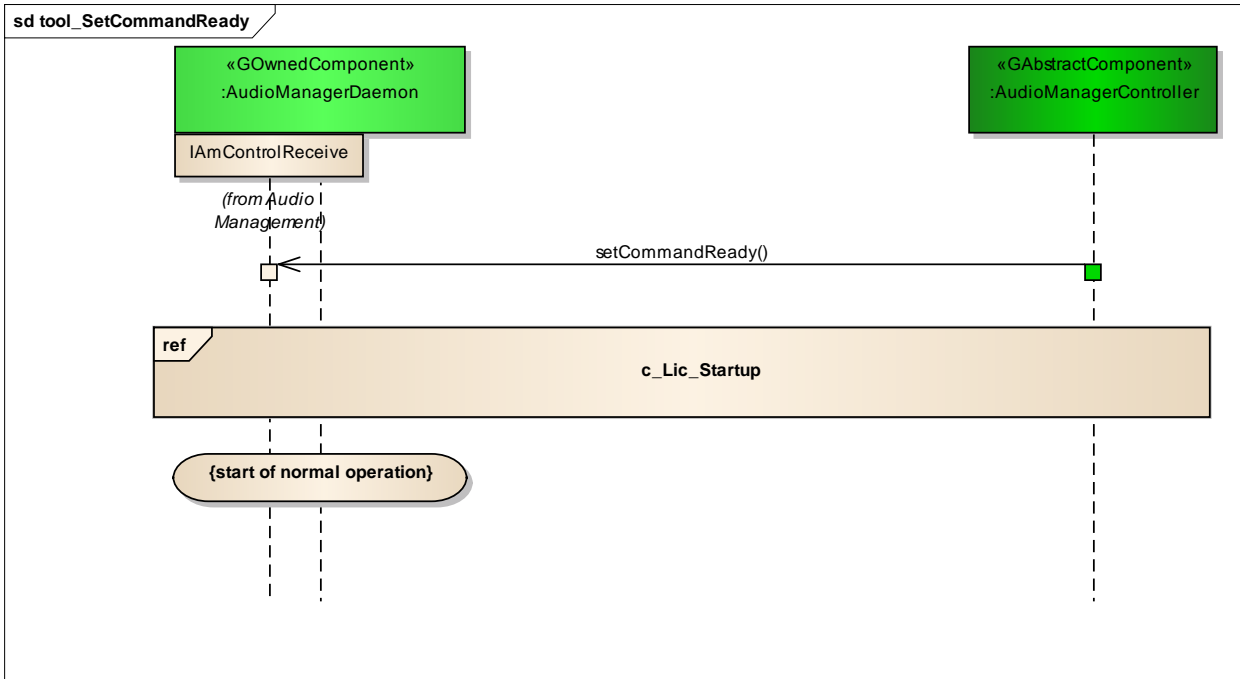 sd tool_SetCommandReady
«GOwnedComponent»
:AudioManagerDaemon
«GAbstractComponent»
:AudioManagerController
IAmControlReceive
(from Audio
Management)
setCommandReady()
ref
c_Lic_Startup
{start of normal operation}